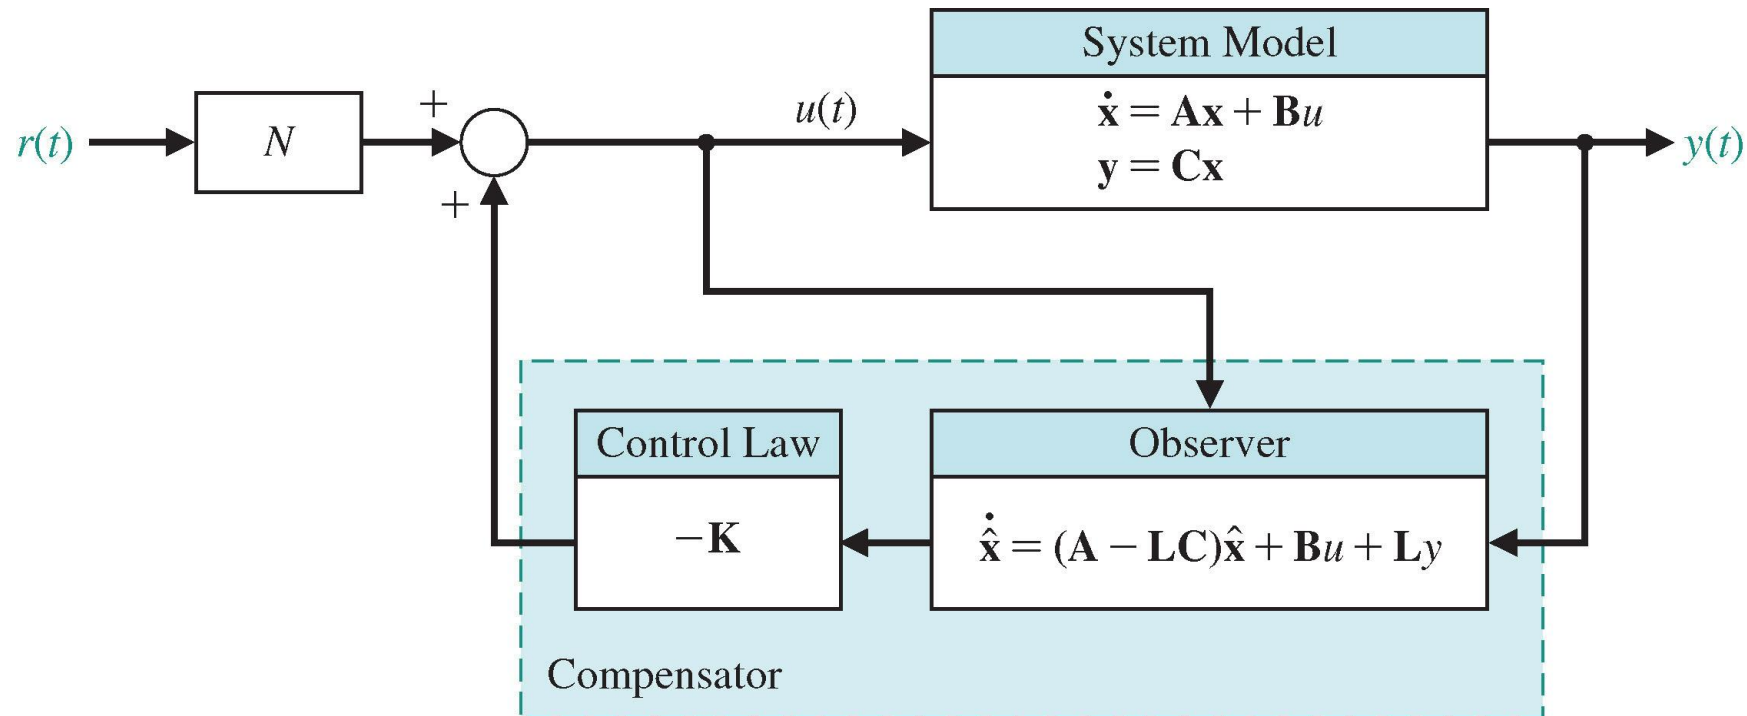 System Model
r(t)
N
+
+
u(t)
ẋ = Ax + Bu
y = Cx
y(t)
Control Law
−K
Observer
x̂̇ = (A − LC)x̂ + Bu + Ly
Compensator